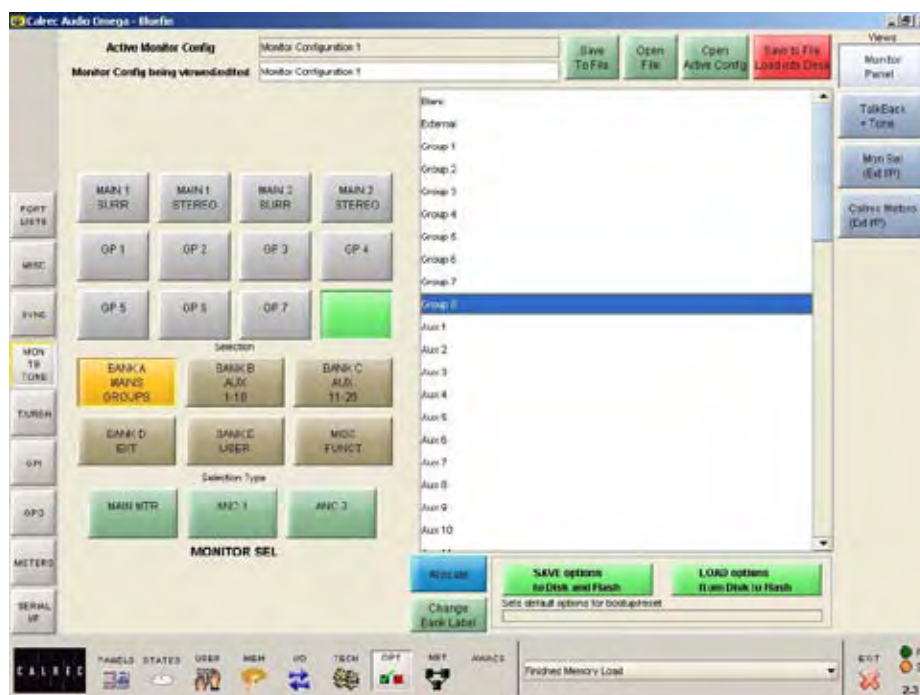 Calrec Audio Omega - Bluefin
Active Monitor Config
Monitor Configuration 1
Monitor Config being viewed/edited
Monitor Configuration 1
Save To File
Open File
Open Active Config
Save to File Load into Desk
Views
Monitor Panel
TalkBack + Tone
Mon Sel (Ext I/P)
Calrec Meters (Ext I/P)
PORT LISTS
MISC
SYNC
MON TB TONE
GPI
GPO
METERS
SERIAL I/F
MAIN 1 SURR
MAIN 1 STEREO
MAIN 2 SURR
MAIN 2 STEREO
GP 1
GP 2
GP 3
GP 4
GP 5
GP 6
GP 7
Selection
BANK A MAINS GROUPS
BANK B AUX 1-10
BANK C AUX 11-20
BANK D EXT
BANK E USER
MISC FUNCT
Selection Type
MAIN MTR
ANC 1
ANC 2
MONITOR SEL
Blank
External
Group 1
Group 2
Group 3
Group 4
Group 5
Group 6
Group 7
Group 8
Aux 1
Aux 2
Aux 3
Aux 4
Aux 5
Aux 6
Aux 7
Aux 8
Aux 9
Aux 10
Allocate
SAVE options to Disk and Flash
LOAD options from Disk to Flash
Change Bank Label
Sets default options for bootup/reset
CALREC
PANELS
STATES
USER
MEM
I/O
TECH
OPT
NET
AWACS
Finished Memory Load
EXIT